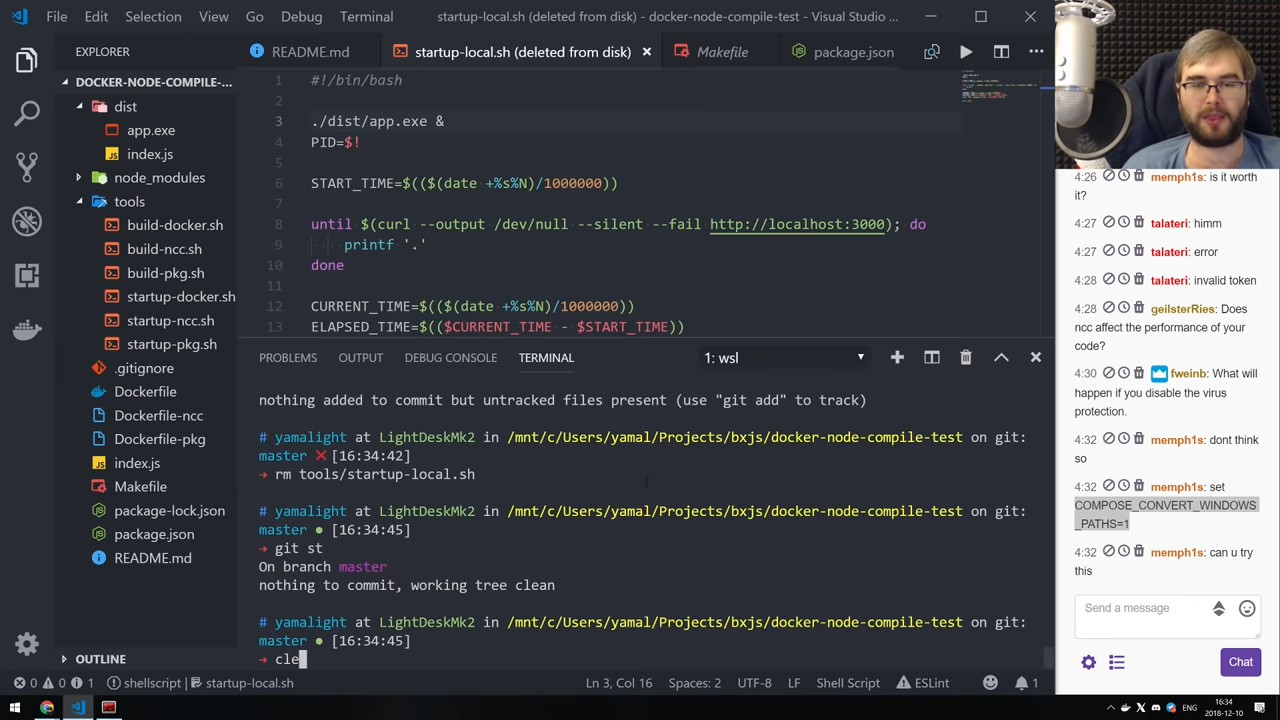 File Edit Selection View Go Debug Terminal startup-local.sh (deleted from disk) - docker-node-compile-test - Visual Studio ...
EXPLORER
README.md
startup-local.sh (deleted from disk)
Makefile
package.json
DOCKER-NODE-COMPILE-...
dist
app.exe
index.js
node_modules
tools
build-docker.sh
build-ncc.sh
build-pkg.sh
startup-docker.sh
startup-ncc.sh
startup-pkg.sh
.gitignore
Dockerfile
Dockerfile-ncc
Dockerfile-pkg
index.js
Makefile
package-lock.json
package.json
README.md
OUTLINE
1 #!/bin/bash
2
3 ./dist/app.exe &
4 PID=$!
5
6 START_TIME=$(($(date +%s%N)/1000000))
7
8 until $(curl --output /dev/null --silent --fail http://localhost:3000); do
9 printf '.'
10 done
11
12 CURRENT_TIME=$(($(date +%s%N)/1000000))
13 ELAPSED_TIME=$(($CURRENT_TIME - $START_TIME))
PROBLEMS OUTPUT DEBUG CONSOLE TERMINAL 1: wsl
nothing added to commit but untracked files present (use "git add" to track)
# yamalight at LightDeskMk2 in /mnt/c/Users/yamal/Projects/bxjs/docker-node-compile-test on git:
master ❌ [16:34:42]
➜ rm tools/startup-local.sh
# yamalight at LightDeskMk2 in /mnt/c/Users/yamal/Projects/bxjs/docker-node-compile-test on git:
master ● [16:34:45]
➜ git st
On branch master
nothing to commit, working tree clean
# yamalight at LightDeskMk2 in /mnt/c/Users/yamal/Projects/bxjs/docker-node-compile-test on git:
master ● [16:34:45]
➜ cle
0 0 1 shellscript | startup-local.sh Ln 3, Col 16 Spaces: 2 UTF-8 LF Shell Script ESLint 1
4:26 memph1s: is it worth
it?
4:27 talateri: himm
4:27 talateri: error
4:28 talateri: invalid token
4:28 geilsterRies: Does
ncc affect the performance of your
code?
4:30 fweinb: What will
happen if you disable the virus
protection.
4:32 memph1s: dont think
so
4:32 memph1s: set
COMPOSE_CONVERT_WINDOWS
_PATHS=1
4:32 memph1s: can u try
this
Send a message
Chat
ENG 16:34
2018-12-10